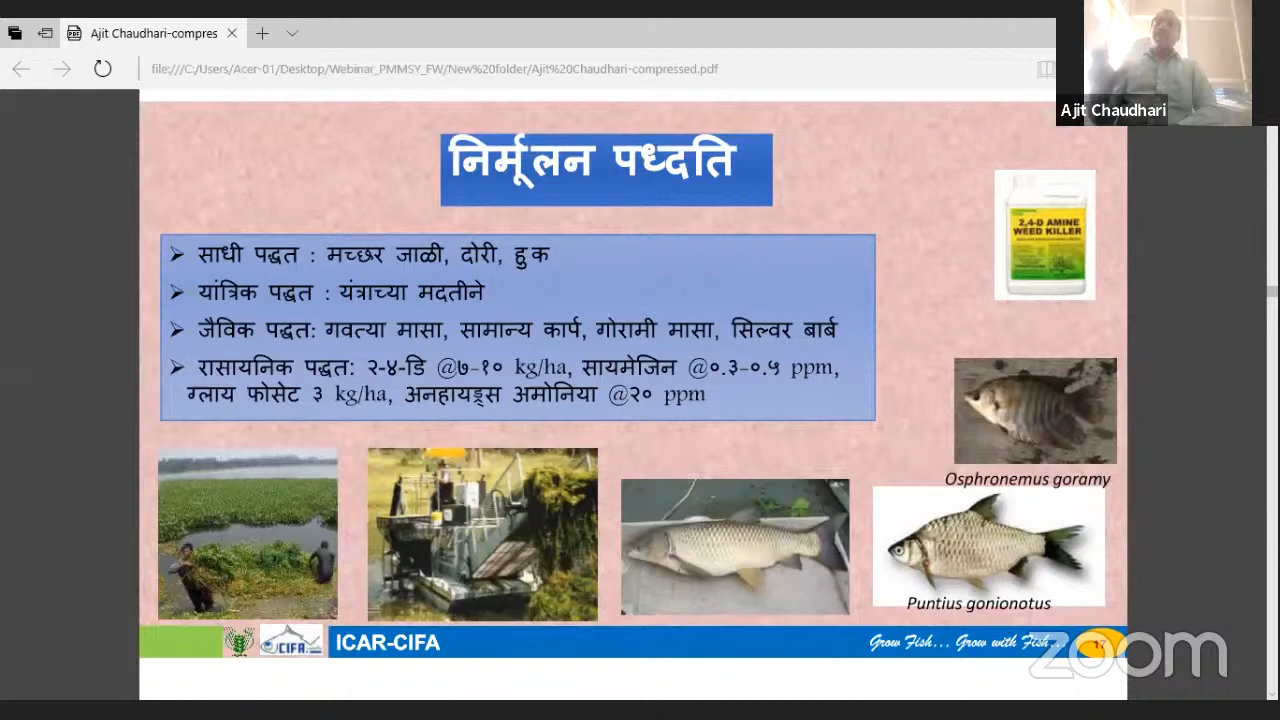 Ajit Chaudhari-compres
file:///C:/Users/Acer-01/Desktop/Webinar_PMMSY_FW/New%20folder/Ajit%20Chaudhari-compressed.pdf
Ajit Chaudhari
निर्मूलन पध्दति
2,4-D AMINE
WEED KILLER
➢ साधी पद्धत : मच्छर जाळी, दोरी, हुक
➢ यांत्रिक पद्धत : यंत्राच्या मदतीने
➢ जैविक पद्धत: गवत्या मासा, सामान्य कार्प, गोरामी मासा, सिल्वर बार्ब
➢ रासायनिक पद्धत: २-४-डि @७-१० kg/ha, सायमेजिन @०.३-०.५ ppm,
ग्लाय फोसेट ३ kg/ha, अनहायड्र्स अमोनिया @२० ppm
Osphronemus goramy
Puntius gonionotus
CIFA
ICAR-CIFA
Grow Fish... Grow with Fish...
17
zoom